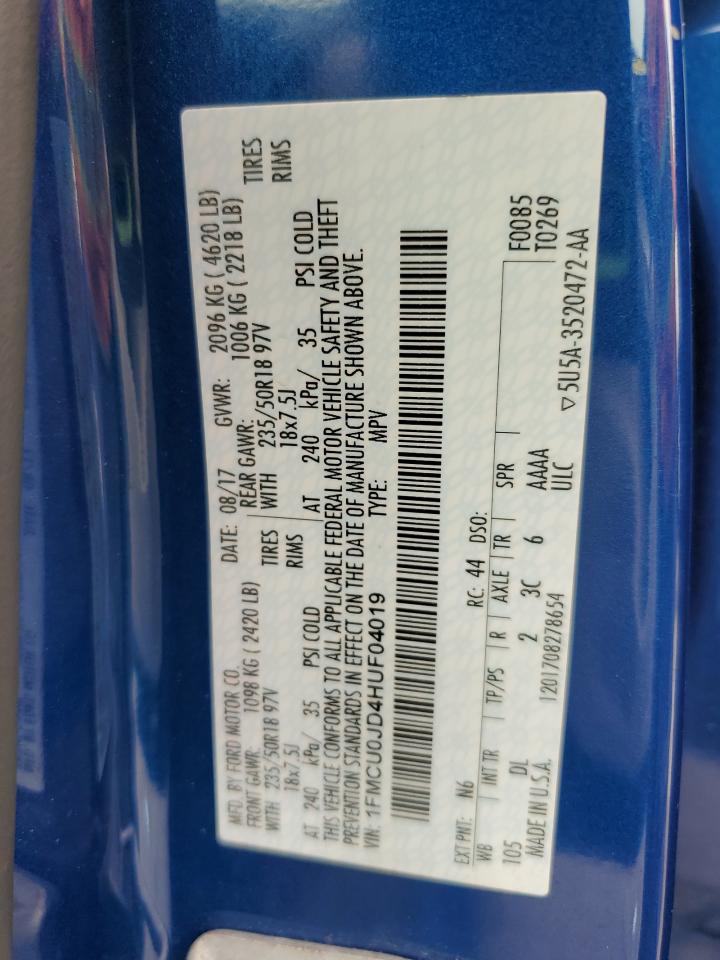 MFD. BY FORD MOTOR CO. DATE: 08/17 GVWR: 2096 KG ( 4620 LB)
FRONT GAWR: 1098 KG ( 2420 LB) REAR GAWR: 1006 KG ( 2218 LB)
WITH 235/50R18 97V TIRES WITH 235/50R18 97V TIRES
18x7.5J RIMS 18x7.5J RIMS
AT 240 kPa/ 35 PSI COLD AT 240 kPa/ 35 PSI COLD
THIS VEHICLE CONFORMS TO ALL APPLICABLE FEDERAL MOTOR VEHICLE SAFETY AND THEFT
PREVENTION STANDARDS IN EFFECT ON THE DATE OF MANUFACTURE SHOWN ABOVE.
VIN: 1FMCU0JD4HUF04019 TYPE: MPV
EXT PNT: N6 RC: 44 DSO:
WB INT TR TP/PS R AXLE TR SPR F0085
105 DL 2 3C 6 AAAA T0269
MADE IN U.S.A. 1201708278654 ULC
▽5U5A-3520472-AA